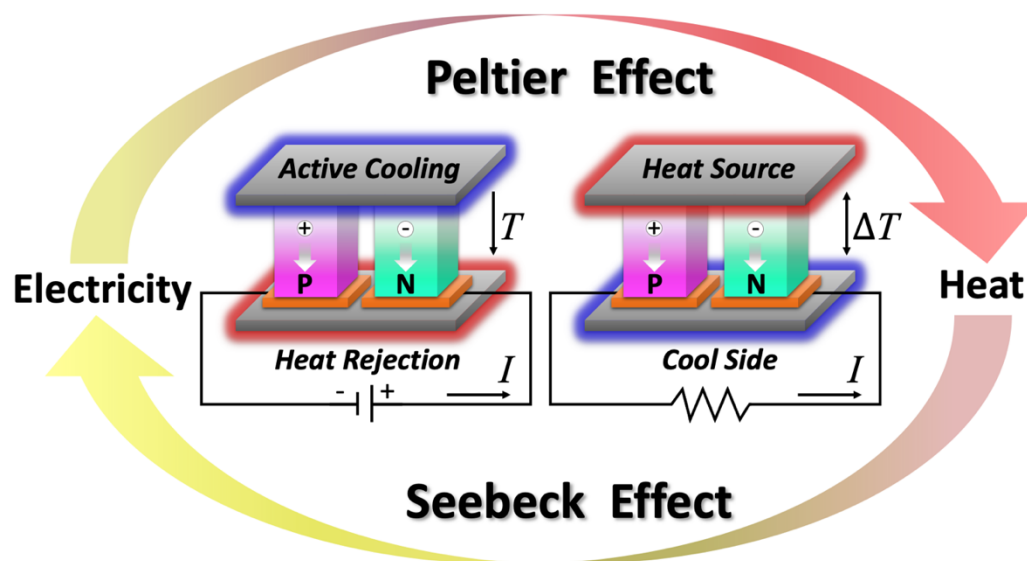 Peltier Effect
Active Cooling
Heat Source
+
-
T
+
-
ΔT
P
N
P
N
Electricity
Heat
Heat Rejection
I
Cool Side
I
- +
Seebeck Effect